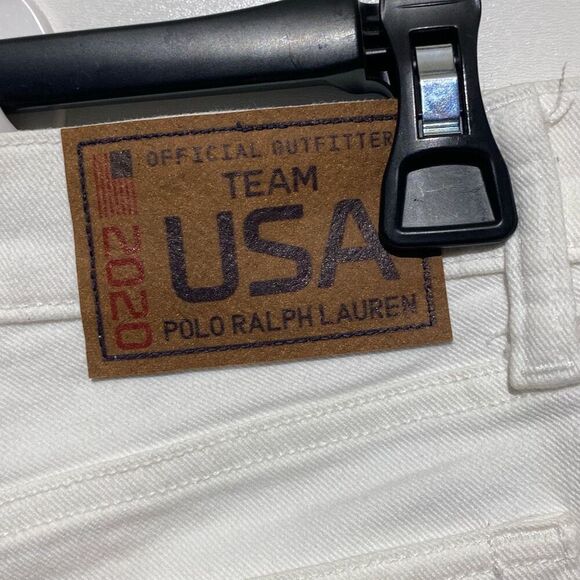 OFFICIAL OUTFITTER
TEAM
USA
POLO RALPH LAUREN
2020